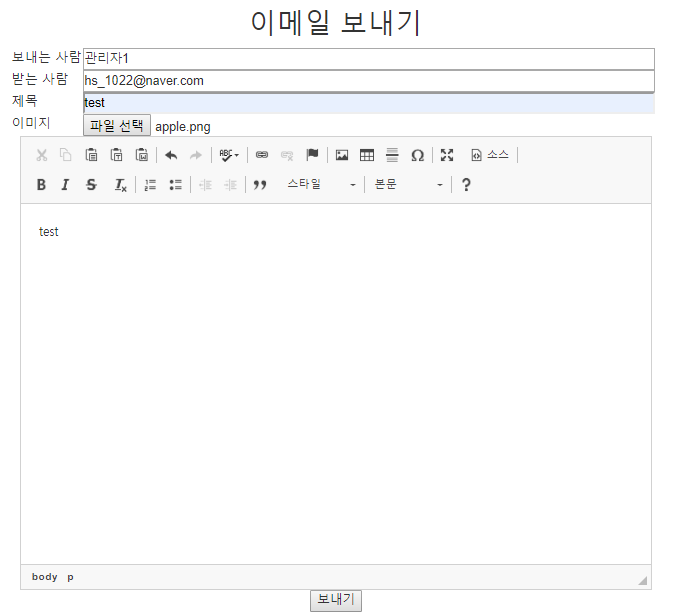 이메일 보내기
보내는 사람 관리자1
받는 사람 hs_1022@naver.com
제목 test
이미지 파일 선택 apple.png
ABC 소스
B I S Tx 스타일 본문 ?
test
body p
보내기